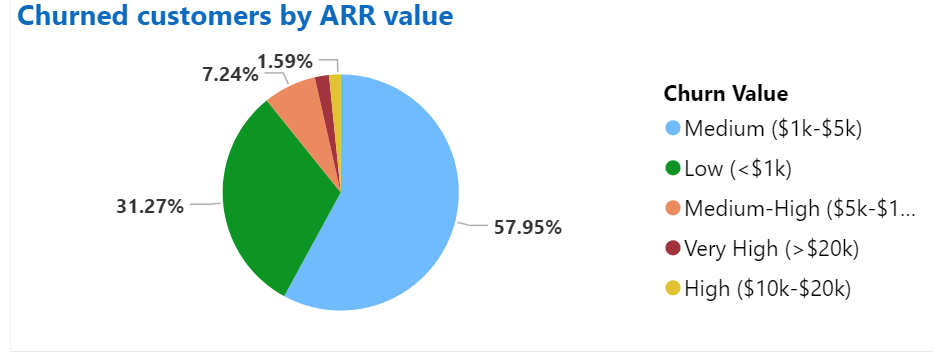 Churned customers by ARR value
1.59%
7.24%
31.27%
57.95%
Churn Value
Medium ($1k-$5k)
Low (<$1k)
Medium-High ($5k-$1...
Very High (>$20k)
High ($10k-$20k)